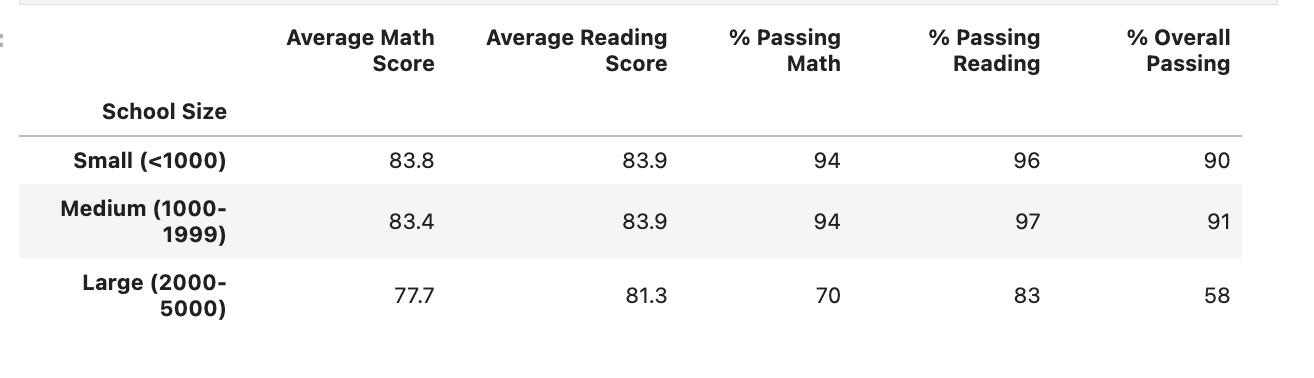 Average Math Score Average Reading Score % Passing Math % Passing Reading % Overall Passing
School Size
Small (<1000) 83.8 83.9 94 96 90
Medium (1000-1999) 83.4 83.9 94 97 91
Large (2000-5000) 77.7 81.3 70 83 58